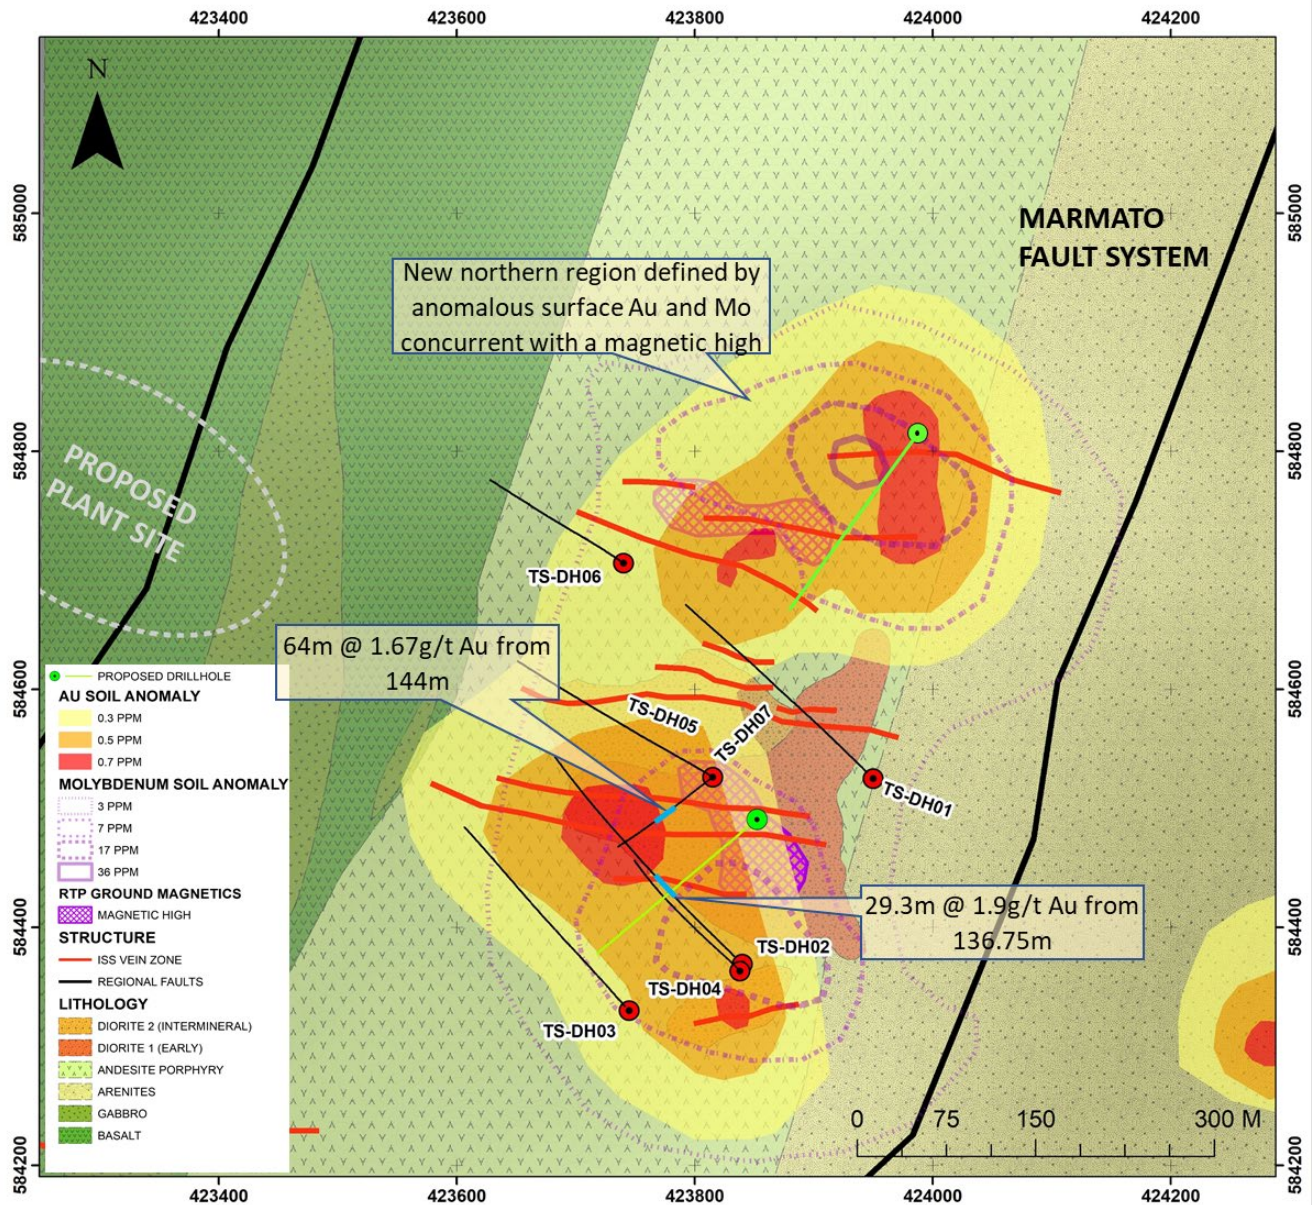 423400 423600 423800 424000 424200
N
585000
585000
MARMATO
FAULT SYSTEM
New northern region defined by
anomalous surface Au and Mo
concurrent with a magnetic high
584800
584800
PROPOSED
PLANT SITE
TS-DH06
64m @ 1.67g/t Au from
144m
584600
584600
TS-DH05
TS-DH07
TS-DH01
29.3m @ 1.9g/t Au from
136.75m
584400
584400
TS-DH02
TS-DH04
TS-DH03
PROPOSED DRILLHOLE
AU SOIL ANOMALY
0.3 PPM
0.5 PPM
0.7 PPM
MOLYBDENUM SOIL ANOMALY
3 PPM
7 PPM
17 PPM
36 PPM
RTP GROUND MAGNETICS
MAGNETIC HIGH
STRUCTURE
ISS VEIN ZONE
REGIONAL FAULTS
LITHOLOGY
DIORITE 2 (INTERMINERAL)
DIORITE 1 (EARLY)
ANDESITE PORPHYRY
ARENITES
GABBRO
BASALT
0 75 150 300 M
584200
584200
423400 423600 423800 424000 424200